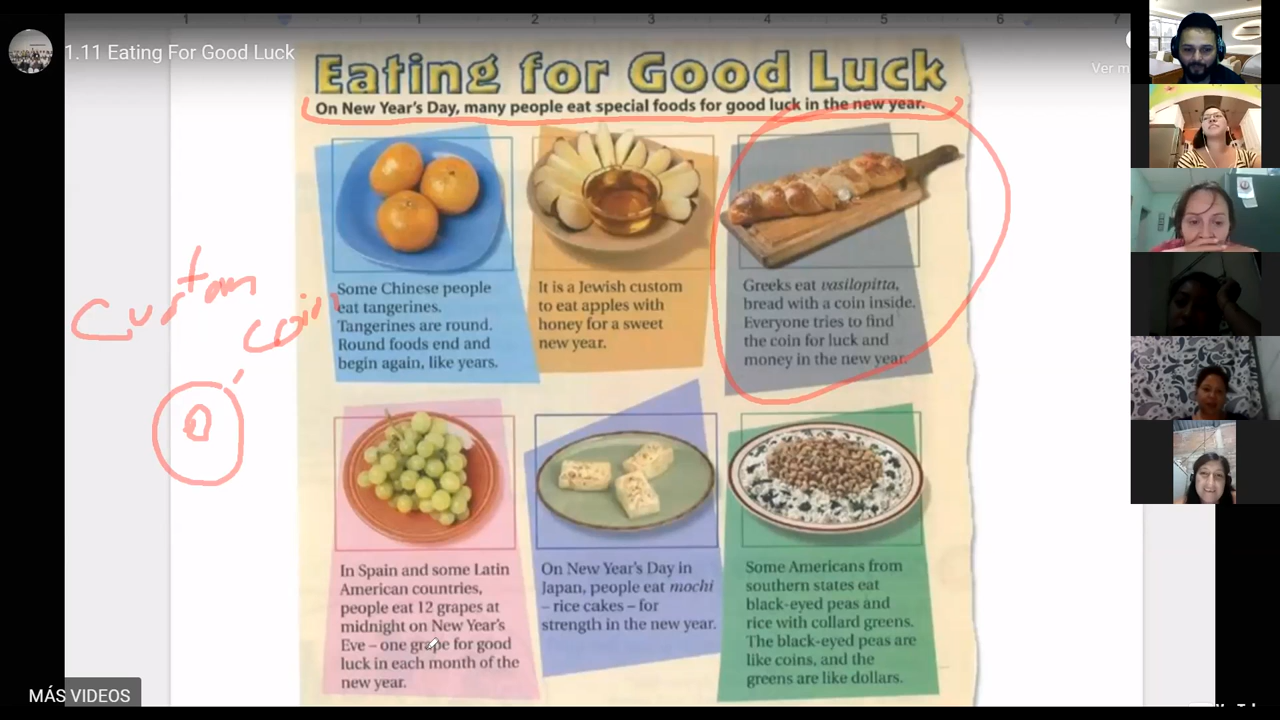 1
2
3
4
5
6
7
1.11 Eating For Good Luck
Ver m
Eating for Good Luck
On New Year's Day, many people eat special foods for good luck in the new year.
Some Chinese people
eat tangerines.
Tangerines are round.
Round foods end and
begin again, like years.
It is a Jewish custom
to eat apples with
honey for a sweet
new year.
Greeks eat vasilopitta,
bread with a coin inside.
Everyone tries to find
the coin for luck and
money in the new year.
Custom
coin
In Spain and some Latin
American countries,
people eat 12 grapes at
midnight on New Year's
Eve – one grape for good
luck in each month of the
new year.
On New Year's Day in
Japan, people eat mochi
– rice cakes – for
strength in the new year.
Some Americans from
southern states eat
black-eyed peas and
rice with collard greens.
The black-eyed peas are
like coins, and the
greens are like dollars.
MÁS VIDEOS